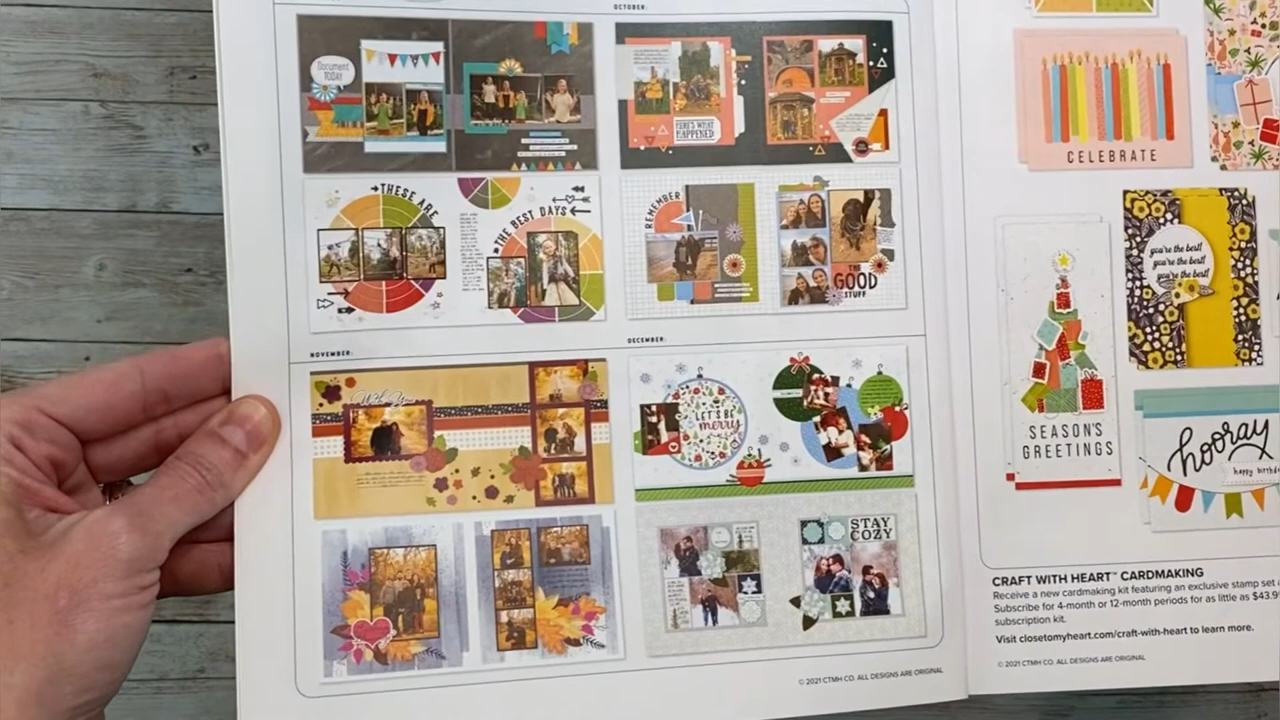 OCTOBER:
Document
TODAY
HERE'S WHAT
HAPPENED
THESE ARE
THE BEST DAYS
REMEMBER
THE
GOOD
STUFF
NOVEMBER:
With You
DECEMBER:
LET'S BE
merry
STAY
COZY
© 2021 CTMH CO. ALL DESIGNS ARE ORIGINAL
CELEBRATE
you're the best!
you're the best!
you're the best!
SEASON'S
GREETINGS
hooray
happy
CRAFT WITH HEART™ CARDMAKING
Receive a new cardmaking kit featuring an exclusive stamp set
Subscribe for 4-month or 12-month periods for as little as $43.9
subscription kit.
Visit closetomyheart.com/craft-with-heart to learn more.
© 2021 CTMH CO. ALL DESIGNS ARE ORIGINAL